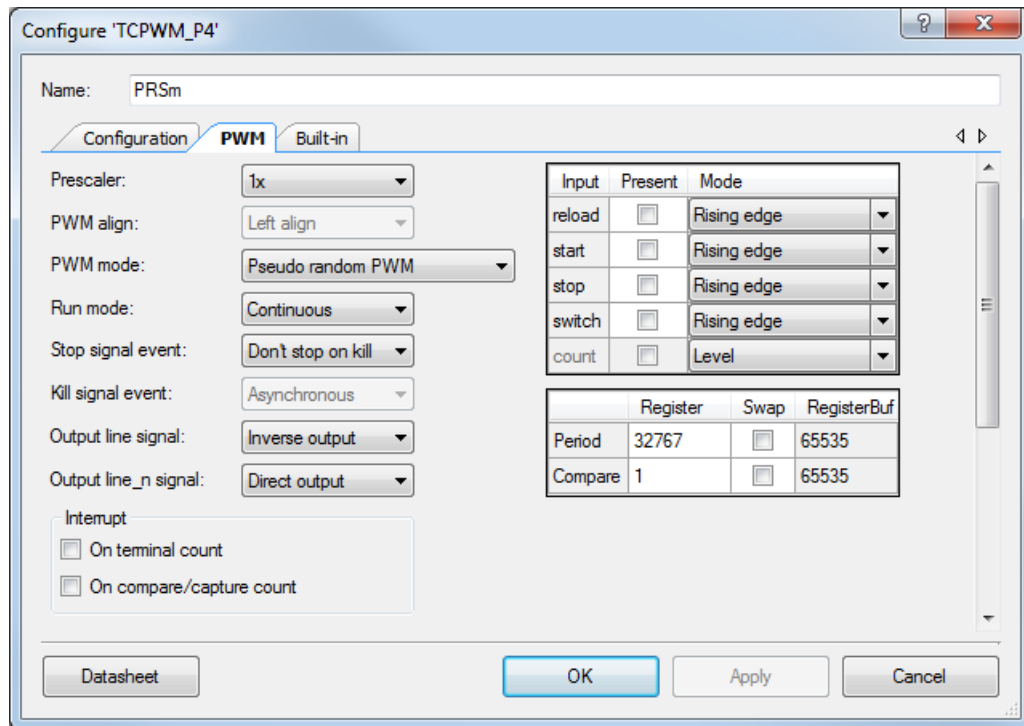 Configure 'TCPWM_P4'
?
X
Name: PRSm
Configuration PWM Built-in
Prescaler: 1x
PWM align: Left align
PWM mode: Pseudo random PWM
Run mode: Continuous
Stop signal event: Don't stop on kill
Kill signal event: Asynchronous
Output line signal: Inverse output
Output line_n signal: Direct output
Interrupt
On terminal count
On compare/capture count
Input Present Mode
reload Rising edge
start Rising edge
stop Rising edge
switch Rising edge
count Level
Register Swap RegisterBuf
Period 32767 65535
Compare 1 65535
Datasheet OK Apply Cancel